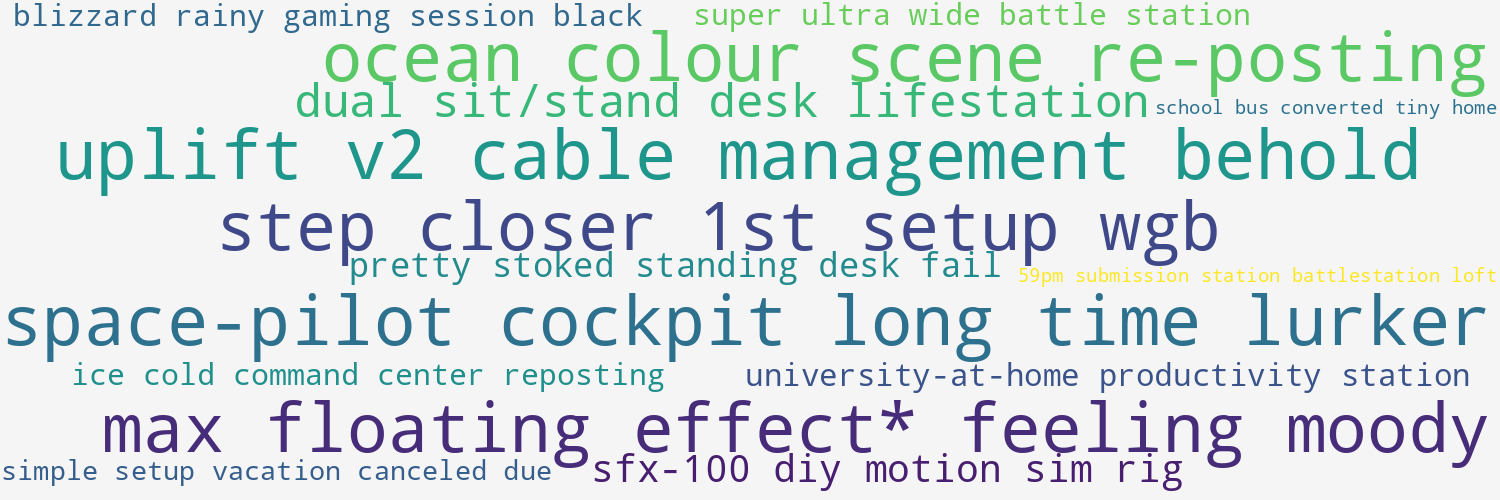 blizzard rainy gaming session black
super ultra wide battle station
ocean colour scene re-posting
dual sit/stand desk lifestation
school bus converted tiny home
uplift v2 cable management behold
step closer 1st setup wgb
pretty stoked standing desk fail
59pm submission station battlestation loft
space-pilot cockpit long time lurker
ice cold command center reposting
university-at-home productivity station
max floating effect* feeling moody
simple setup vacation canceled due
sfx-100 diy motion sim rig